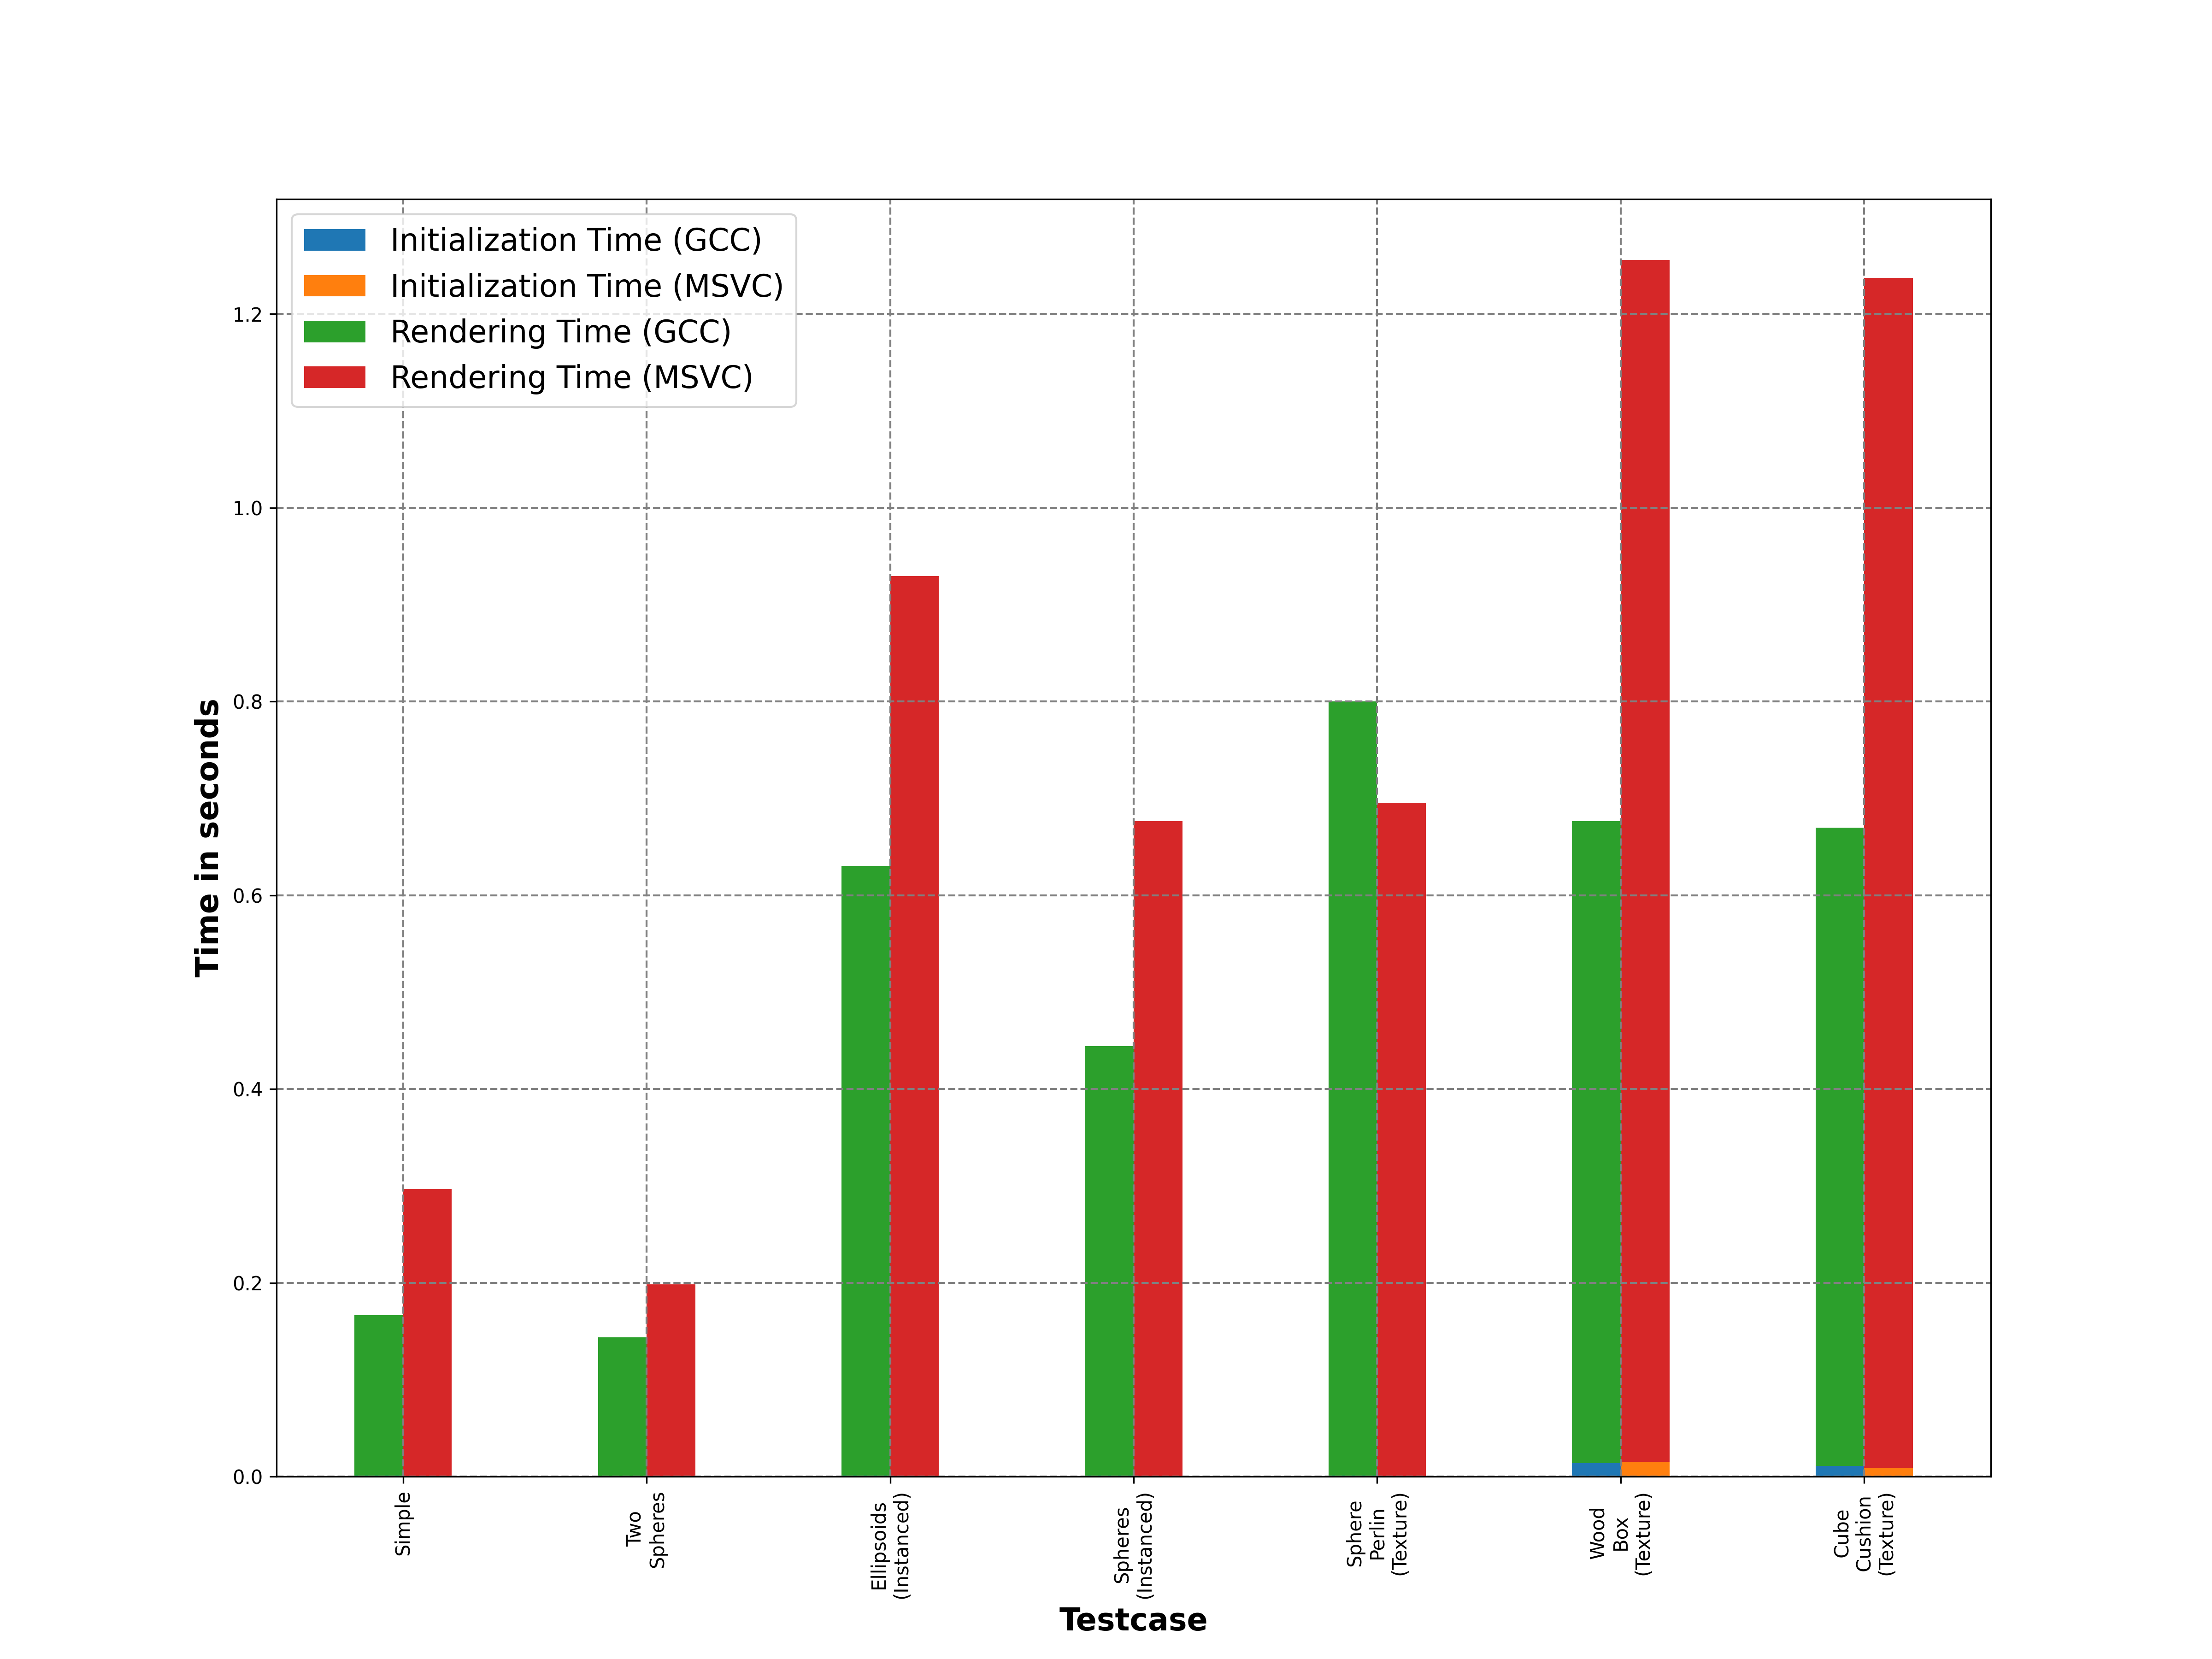 Initialization Time (GCC)
Initialization Time (MSVC)
Rendering Time (GCC)
Rendering Time (MSVC)
Time in seconds
1.2
1.0
0.8
0.6
0.4
0.2
0.0
Simple
Two
Spheres
Ellipsoids
(Instanced)
Spheres
(Instanced)
Sphere
Perlin
(Texture)
Wood
Box
(Texture)
Cube
Cushion
(Texture)
Testcase